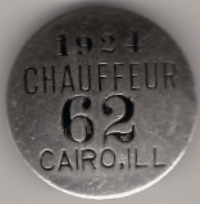 1924
CHAUFFEUR
62
CAIRO, ILL